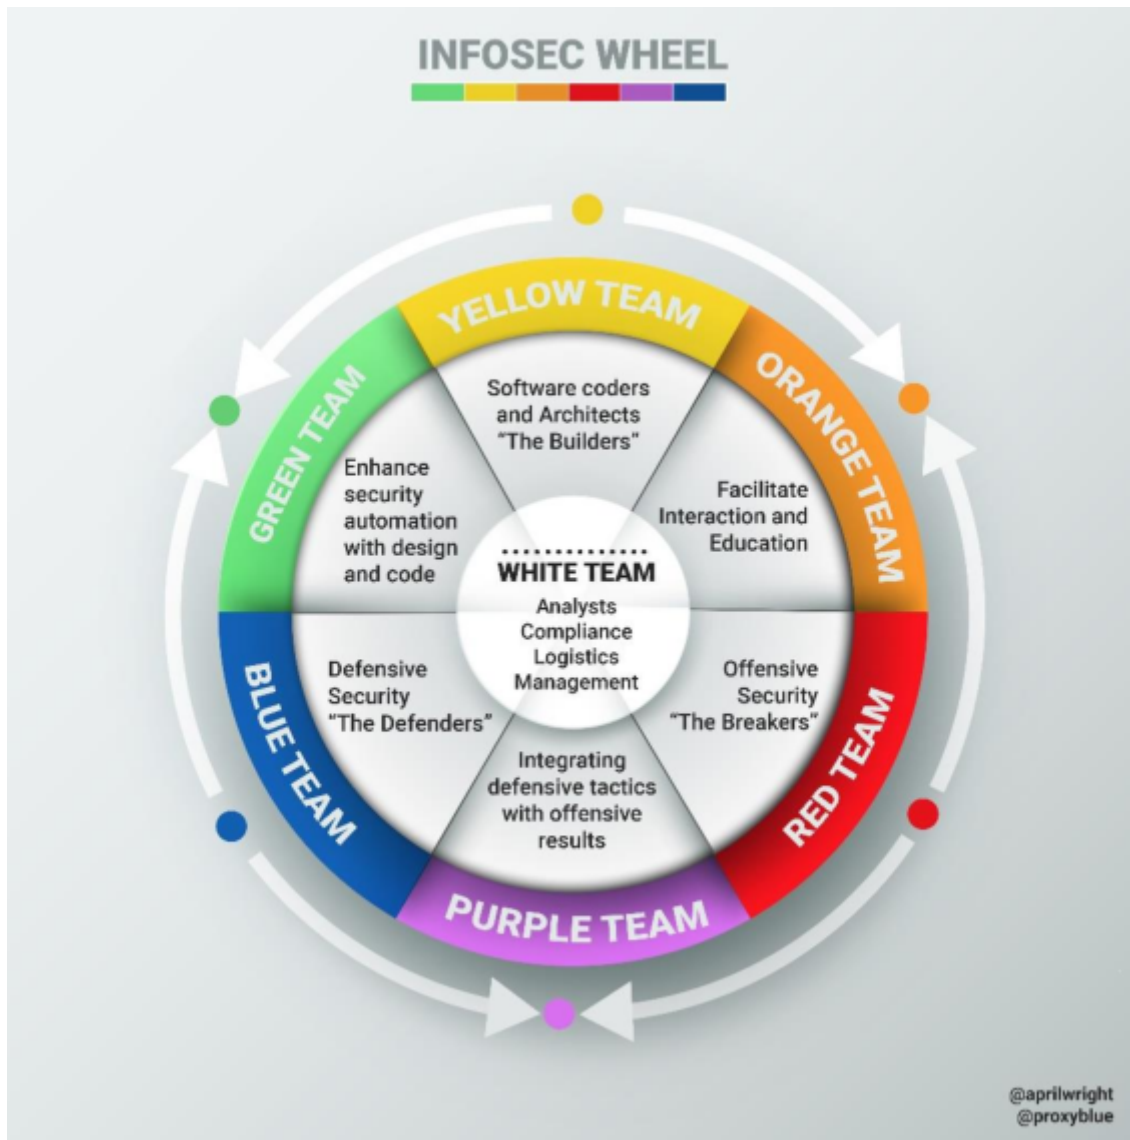 INFOSEC WHEEL
YELLOW TEAM
Software coders
and Architects
“The Builders”
ORANGE TEAM
Facilitate
Interaction and
Education
RED TEAM
Offensive
Security
“The Breakers”
PURPLE TEAM
Integrating
defensive tactics
with offensive
results
BLUE TEAM
Defensive
Security
“The Defenders”
GREEN TEAM
Enhance
security
automation
with design
and code
WHITE TEAM
Analysts
Compliance
Logistics
Management
@aprilwright
@proxyblue